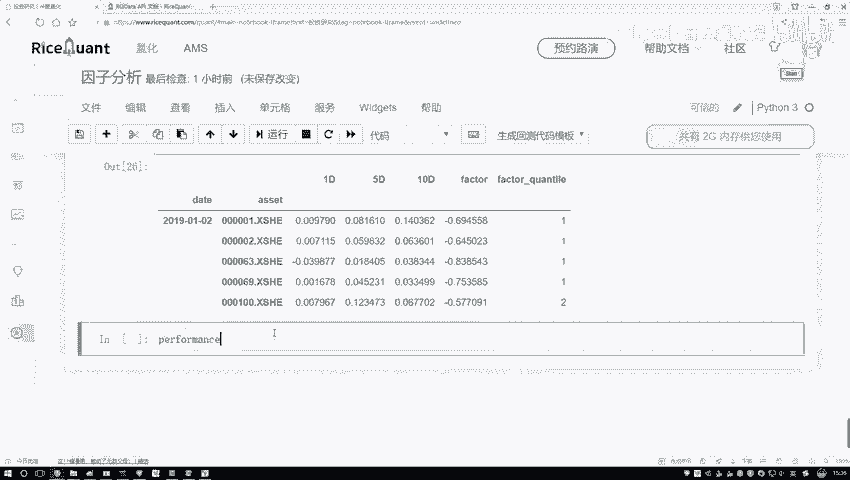 https://www.ricequant.com/quant/
RiceQuant 量化 AMS 预约路演 帮助文档 社区
因子分析 最后检查: 1 小时前 (未保存改变)
文件 编辑 查看 插入 单元格 服务 Widgets 帮助 可信的 Python 3
运行 代码 生成回测代码模板 共有 2G 内存供您使用
Out[26]:
1D 5D 10D factor factor_quantile
date asset
2019-01-02 000001.XSHE 0.009790 0.081610 0.140362 -0.694558 1
000002.XSHE 0.007115 0.059832 0.063601 -0.645023 1
000063.XSHE -0.039877 0.018405 0.038344 -0.838543 1
000069.XSHE 0.001678 0.045231 0.033499 -0.753585 1
000100.XSHE 0.007967 0.123473 0.067702 -0.577091 2
In [ ]: performance
15:36